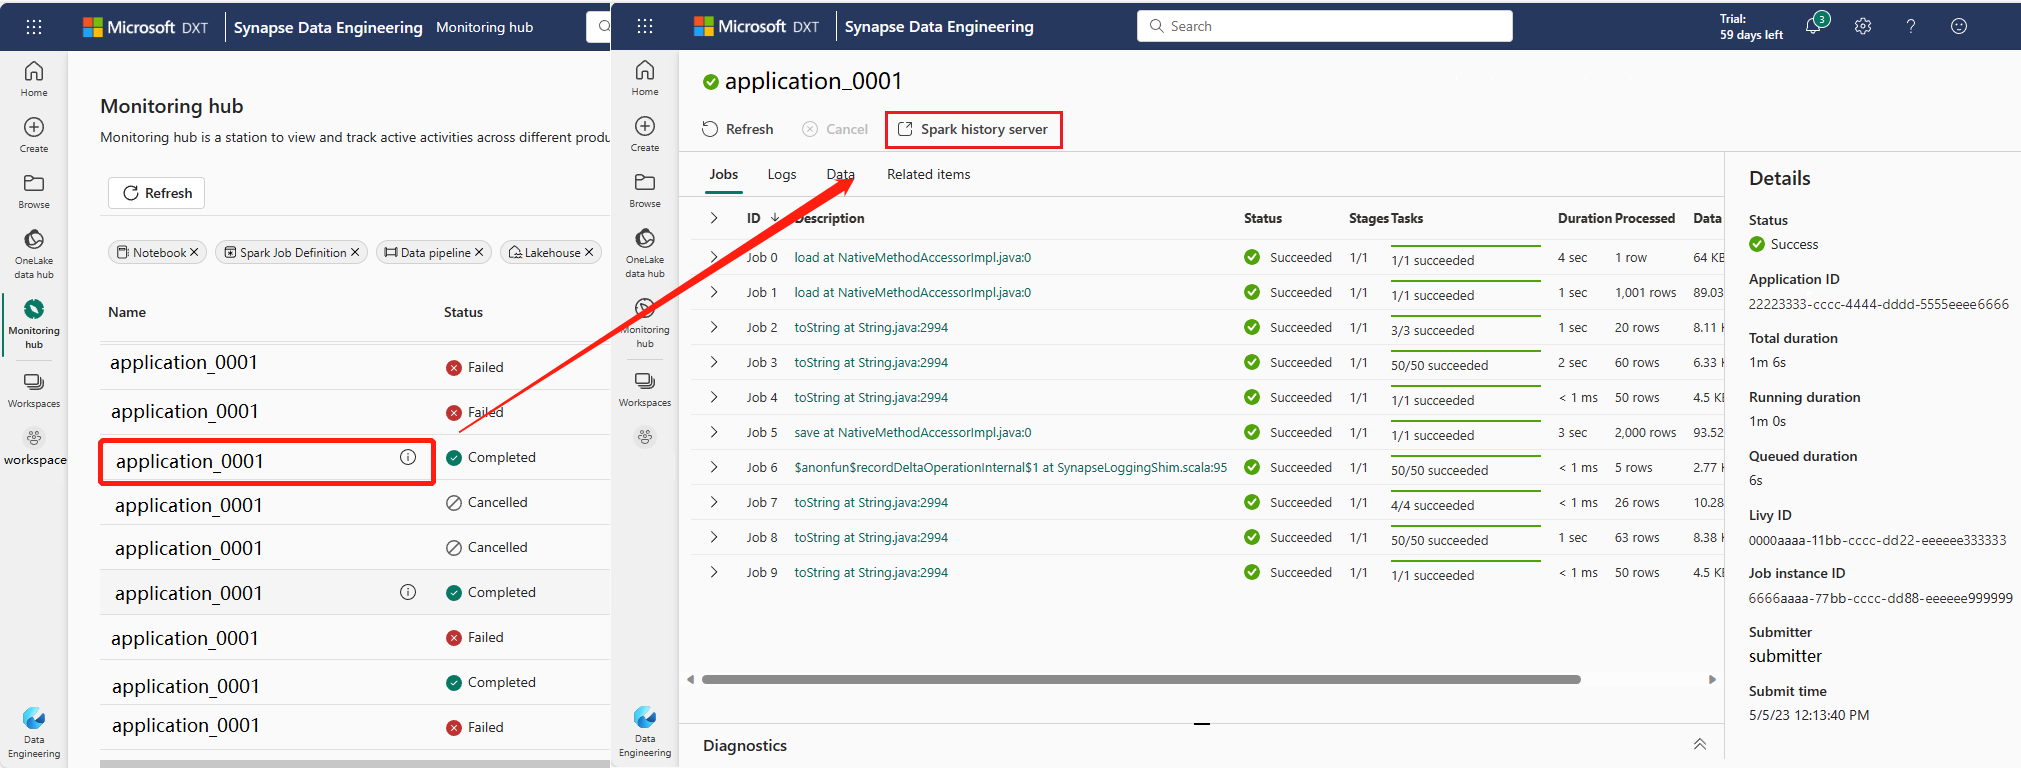 Microsoft DXT
Synapse Data Engineering
Monitoring hub
Home
Create
Browse
OneLake
data hub
Monitoring
hub
Workspaces
workspace
Data
Engineering
Monitoring hub
Monitoring hub is a station to view and track active activities across different produ
Refresh
Notebook
Spark Job Definition
Data pipeline
Lakehouse
Name Status
application_0001 Failed
application_0001 Failed
application_0001 Completed
application_0001 Cancelled
application_0001 Cancelled
application_0001 Completed
application_0001 Failed
application_0001 Completed
application_0001 Failed
Microsoft DXT
Synapse Data Engineering
Search
Trial:
59 days left
3
?
Home
Create
Browse
OneLake
data hub
Monitoring
hub
Workspaces
Data
Engineering
application_0001
Refresh
Cancel
Spark history server
Jobs Logs Data Related items
ID Description Status Stages Tasks Duration Processed Data
Job 0 load at NativeMethodAccessorImpl.java:0 Succeeded 1/1 1/1 succeeded 4 sec 1 row 64 KB
Job 1 load at NativeMethodAccessorImpl.java:0 Succeeded 1/1 1/1 succeeded 1 sec 1,001 rows 89.03
Job 2 toString at String.java:2994 Succeeded 1/1 3/3 succeeded 1 sec 20 rows 8.11 K
Job 3 toString at String.java:2994 Succeeded 1/1 50/50 succeeded 2 sec 60 rows 6.33 K
Job 4 toString at String.java:2994 Succeeded 1/1 1/1 succeeded < 1 ms 50 rows 4.5 KB
Job 5 save at NativeMethodAccessorImpl.java:0 Succeeded 1/1 1/1 succeeded 3 sec 2,000 rows 93.52
Job 6 $anonfun$recordDeltaOperationInternal$1 at SynapseLoggingShim.scala:95 Succeeded 1/1 50/50 succeeded < 1 ms 5 rows 2.77 K
Job 7 toString at String.java:2994 Succeeded 1/1 4/4 succeeded < 1 ms 26 rows 10.28
Job 8 toString at String.java:2994 Succeeded 1/1 50/50 succeeded 1 sec 63 rows 8.38 K
Job 9 toString at String.java:2994 Succeeded 1/1 1/1 succeeded < 1 ms 50 rows 4.5 KB
Diagnostics
Details
Status
Success
Application ID
22223333-cccc-4444-dddd-5555eeee6666
Total duration
1m 6s
Running duration
1m 0s
Queued duration
6s
Livy ID
0000aaaa-11bb-cccc-dd22-eeeeee333333
Job instance ID
6666aaaa-77bb-cccc-dd88-eeeeee999999
Submitter
submitter
Submit time
5/5/23 12:13:40 PM